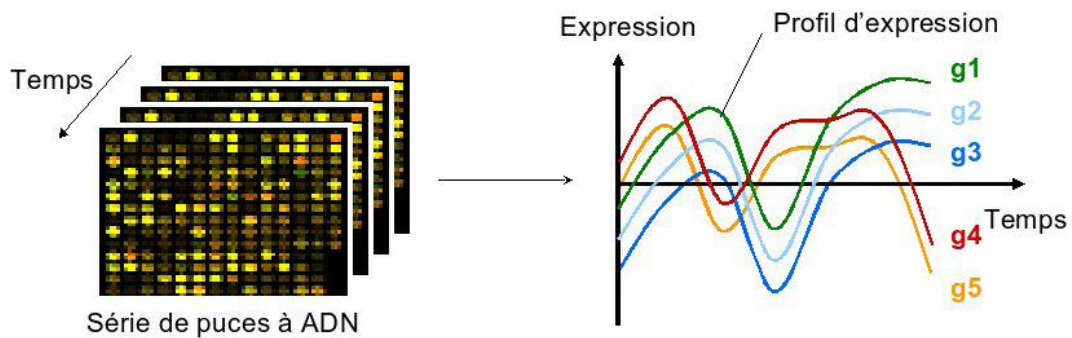 Temps
Série de puces à ADN
Expression
Profil d'expression
g1
g2
g3
Temps
g4
g5